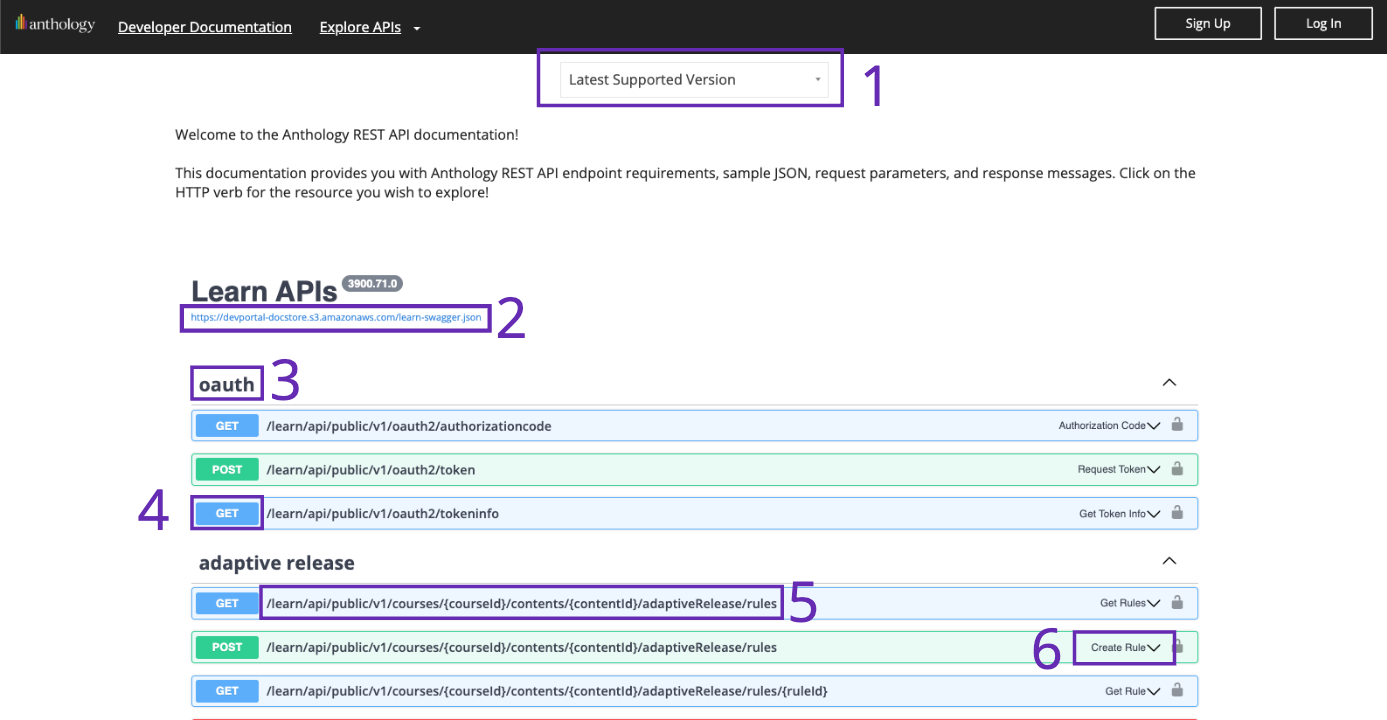 anthology Developer Documentation Explore APIs Sign Up Log In
Latest Supported Version 1
Welcome to the Anthology REST API documentation!
This documentation provides you with Anthology REST API endpoint requirements, sample JSON, request parameters, and response messages. Click on the
HTTP verb for the resource you wish to explore!
Learn APIs 3900.71.0
https://devportal-docstore.s3.amazonaws.com/learn-swagger.json 2
oauth 3
GET /learn/api/public/v1/oauth2/authorizationcode Authorization Code
POST /learn/api/public/v1/oauth2/token Request Token
4 GET /learn/api/public/v1/oauth2/tokeninfo Get Token Info
adaptive release
GET /learn/api/public/v1/courses/{courseId}/contents/{contentId}/adaptiveRelease/rules 5 Get Rules
POST /learn/api/public/v1/courses/{courseId}/contents/{contentId}/adaptiveRelease/rules 6 Create Rule
GET /learn/api/public/v1/courses/{courseId}/contents/{contentId}/adaptiveRelease/rules/{ruleId} Get Rule